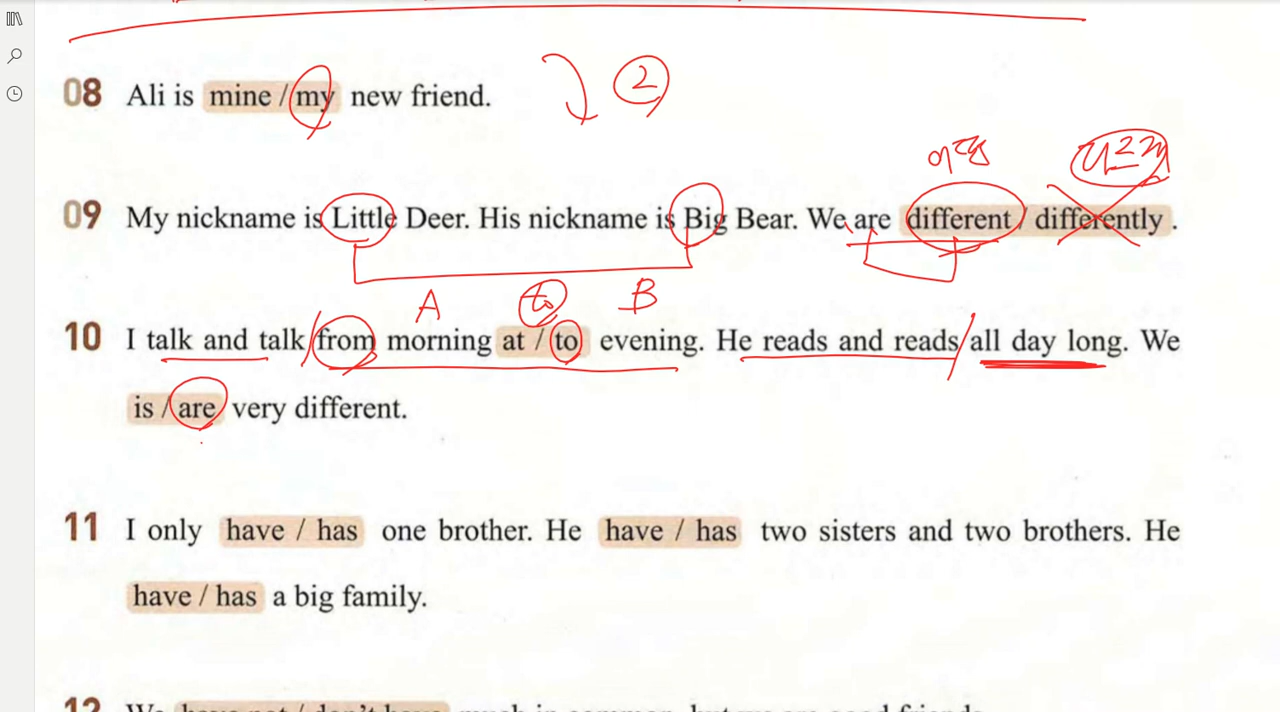 08 Ali is mine / my new friend. 2
09 My nickname is Little Deer. His nickname is Big Bear. We are different / differently .
A to B
10 I talk and talk from morning at / to evening. He reads and reads all day long. We
is / are very different.
11 I only have / has one brother. He have / has two sisters and two brothers. He
have / has a big family.